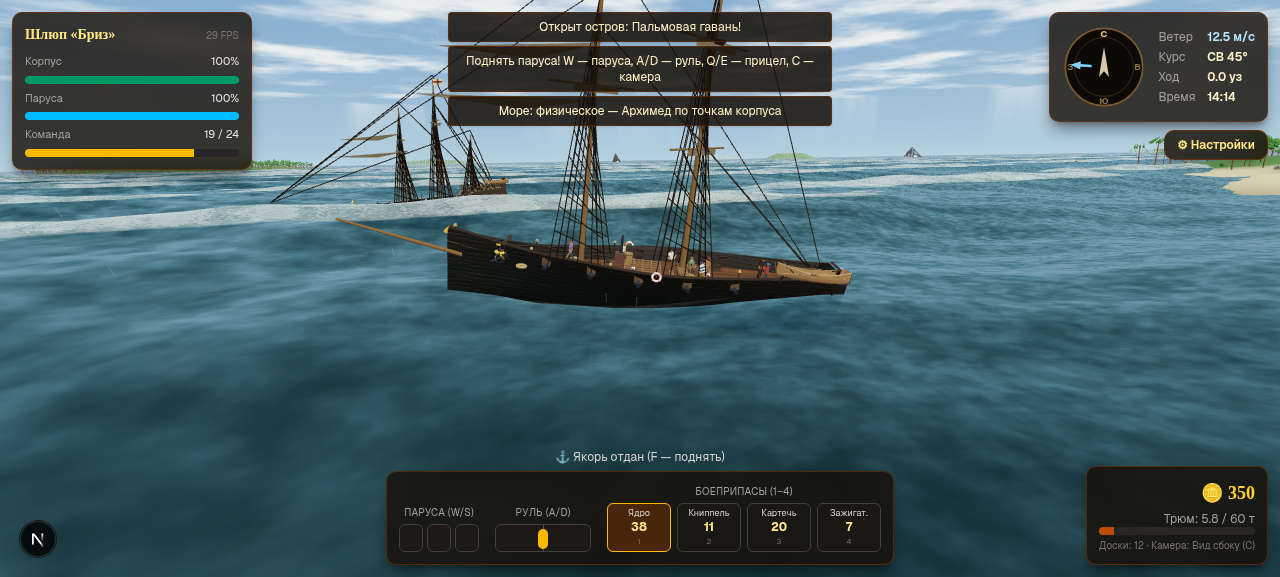 Шлюп «Бриз»
29 FPS
Корпус
100%
Паруса
100%
Команда
19 / 24
Открыт остров: Пальмовая гавань!
Поднять паруса! W — паруса, A/D — руль, Q/E — прицел, C —
камера
Море: физическое — Архимед по точкам корпуса
С
З
В
Ю
Ветер
12.5 м/с
Курс
СВ 45°
Ход
0.0 уз
Время
14:14
⚙ Настройки
⚓ Якорь отдан (F — поднять)
ПАРУСА (W/S)
РУЛЬ (A/D)
БОЕПРИПАСЫ (1–4)
Ядро
38
1
Книппель
11
2
Картечь
20
3
Зажигат.
7
4
350
Трюм: 5.8 / 60 т
Доски: 12 · Камера: Вид сбоку (C)
N